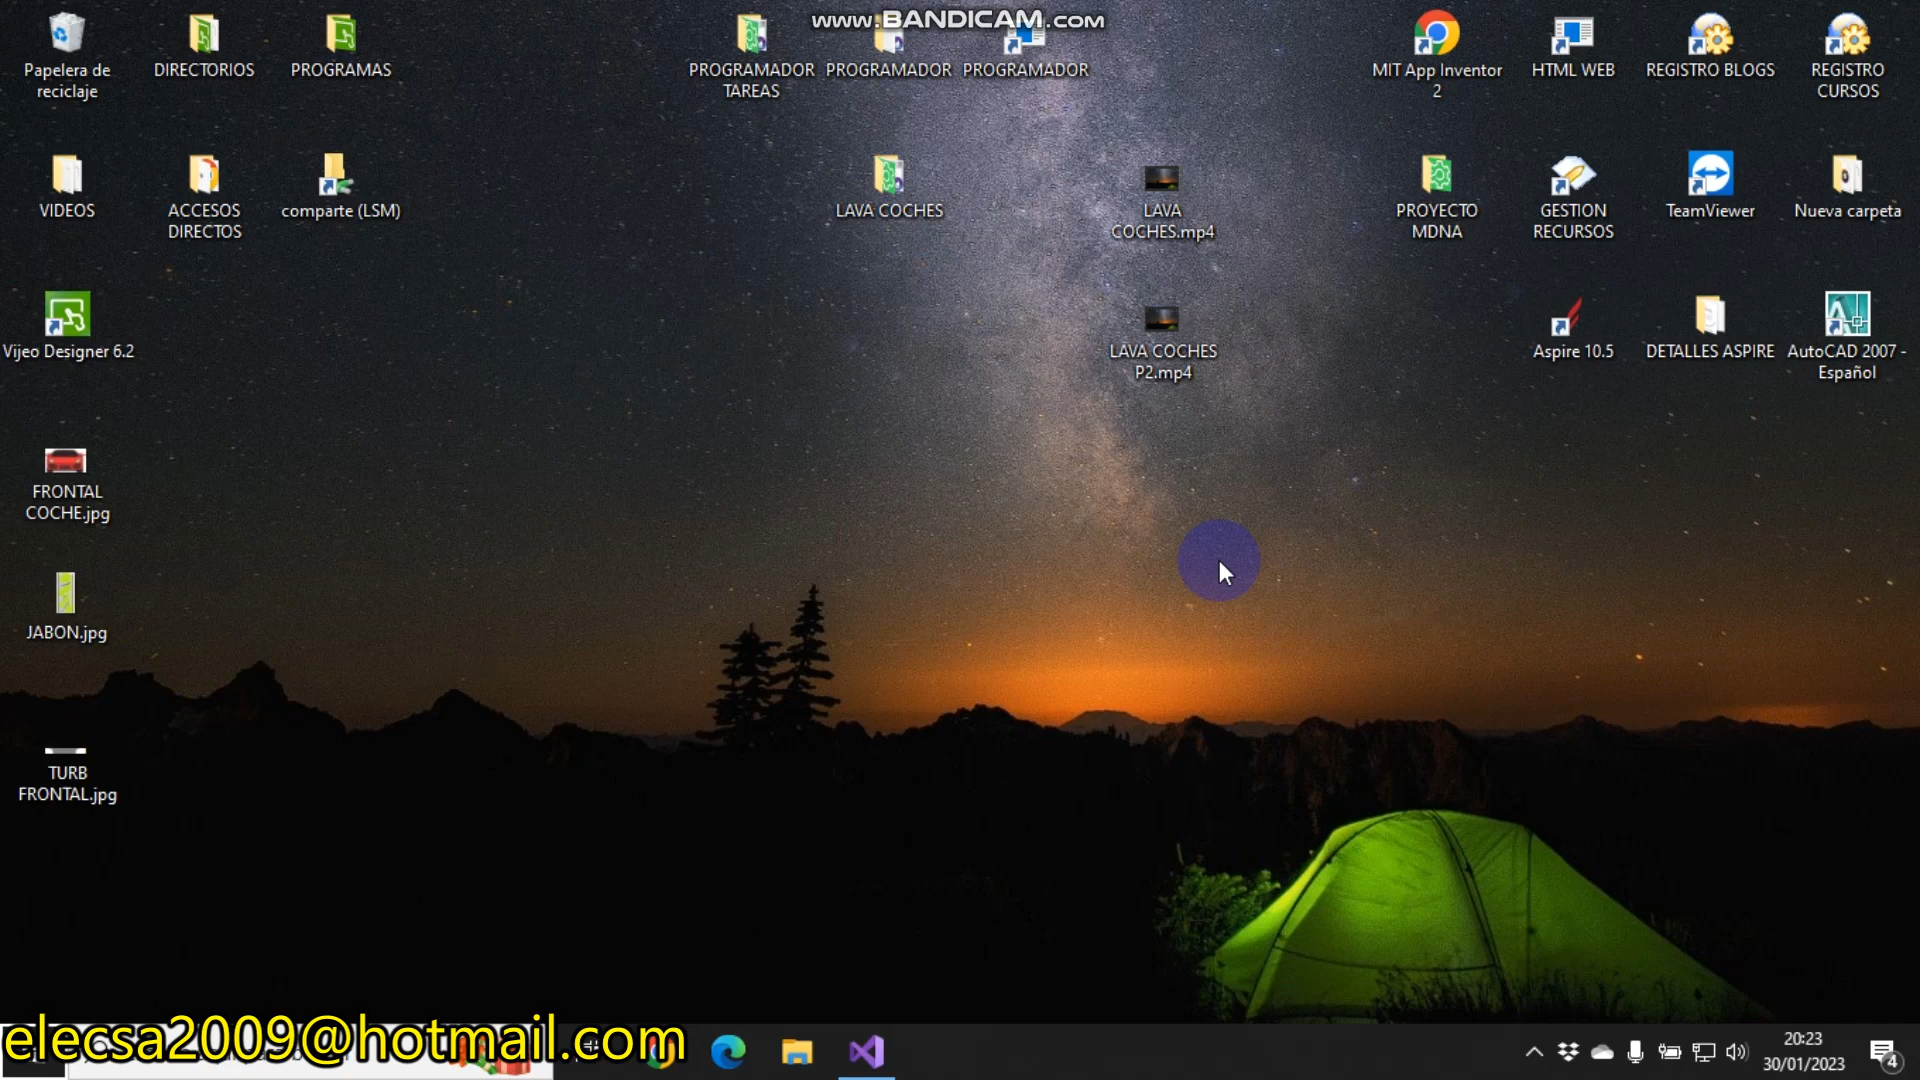 www.BANDICAM.com
Papelera de
reciclaje
DIRECTORIOS
PROGRAMAS
PROGRAMADOR
TAREAS
PROGRAMADOR
PROGRAMADOR
MIT App Inventor
2
HTML WEB
REGISTRO BLOGS
REGISTRO
CURSOS
VIDEOS
ACCESOS
DIRECTOS
comparte (LSM)
LAVA COCHES
LAVA
COCHES.mp4
PROYECTO
MDNA
GESTION
RECURSOS
TeamViewer
Nueva carpeta
Vijeo Designer 6.2
LAVA COCHES
P2.mp4
Aspire 10.5
DETALLES ASPIRE
AutoCAD 2007 -
Español
FRONTAL
COCHE.jpg
JABON.jpg
TURB
FRONTAL.jpg
elecsa2009@hotmail.com
20:23
30/01/2023
4